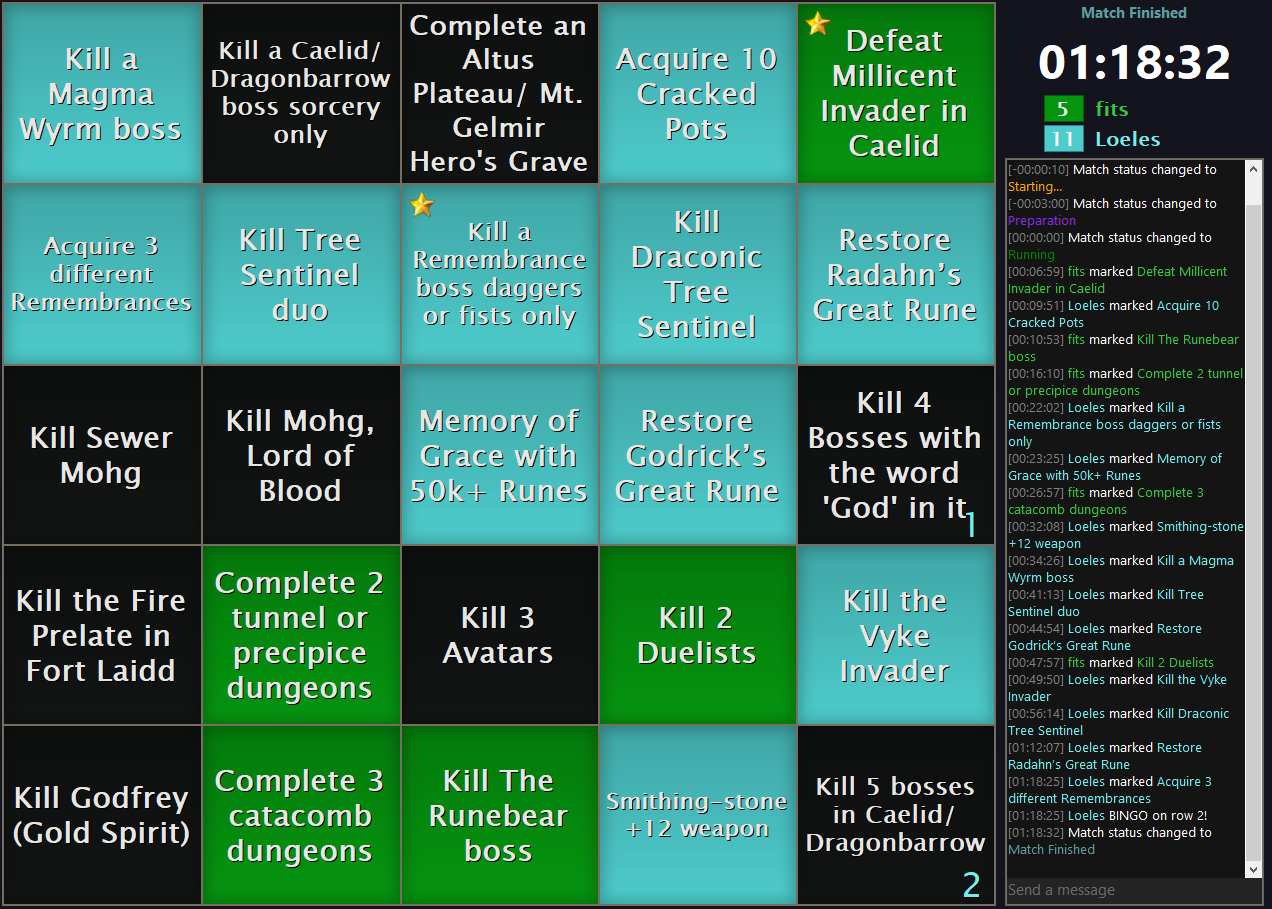 Kill a
Magma
Wyrm boss
Kill a Caelid/
Dragonbarrow
boss sorcery
only
Complete an
Altus
Plateau/ Mt.
Gelmir
Hero's Grave
Acquire 10
Cracked
Pots
Defeat
Millicent
Invader in
Caelid
Acquire 3
different
Remembrances
Kill Tree
Sentinel
duo
Kill a
Remembrance
boss daggers
or fists only
Kill
Draconic
Tree
Sentinel
Restore
Radahn’s
Great Rune
Kill Sewer
Mohg
Kill Mohg,
Lord of
Blood
Memory of
Grace with
50k+ Runes
Restore
Godrick’s
Great Rune
Kill 4
Bosses with
the word
'God' in it
1
Kill the Fire
Prelate in
Fort Laidd
Complete 2
tunnel or
precipice
dungeons
Kill 3
Avatars
Kill 2
Duelists
Kill the
Vyke
Invader
Kill Godfrey
(Gold Spirit)
Complete 3
catacomb
dungeons
Kill The
Runebear
boss
Smithing-stone
+12 weapon
Kill 5 bosses
in Caelid/
Dragonbarrow
2
Match Finished
01:18:32
5 fits
11 Loeles
[-00:00:10] Match status changed to
Starting...
[-00:03:00] Match status changed to
Preparation
[00:00:00] Match status changed to
Running
[00:06:59] fits marked Defeat Millicent
Invader in Caelid
[00:09:51] Loeles marked Acquire 10
Cracked Pots
[00:10:53] fits marked Kill The Runebear
boss
[00:16:10] fits marked Complete 2 tunnel
or precipice dungeons
[00:22:02] Loeles marked Kill a
Remembrance boss daggers or fists
only
[00:23:25] Loeles marked Memory of
Grace with 50k+ Runes
[00:26:57] fits marked Complete 3
catacomb dungeons
[00:32:08] Loeles marked Smithing-stone
+12 weapon
[00:34:26] Loeles marked Kill a Magma
Wyrm boss
[00:41:13] Loeles marked Kill Tree
Sentinel duo
[00:44:54] Loeles marked Restore
Godrick's Great Rune
[00:47:57] fits marked Kill 2 Duelists
[00:49:50] Loeles marked Kill the Vyke
Invader
[00:56:14] Loeles marked Kill Draconic
Tree Sentinel
[01:12:07] Loeles marked Restore
Radahn's Great Rune
[01:18:25] Loeles marked Acquire 3
different Remembrances
[01:18:25] Loeles BINGO on row 2!
[01:18:32] Match status changed to
Match Finished
Send a message